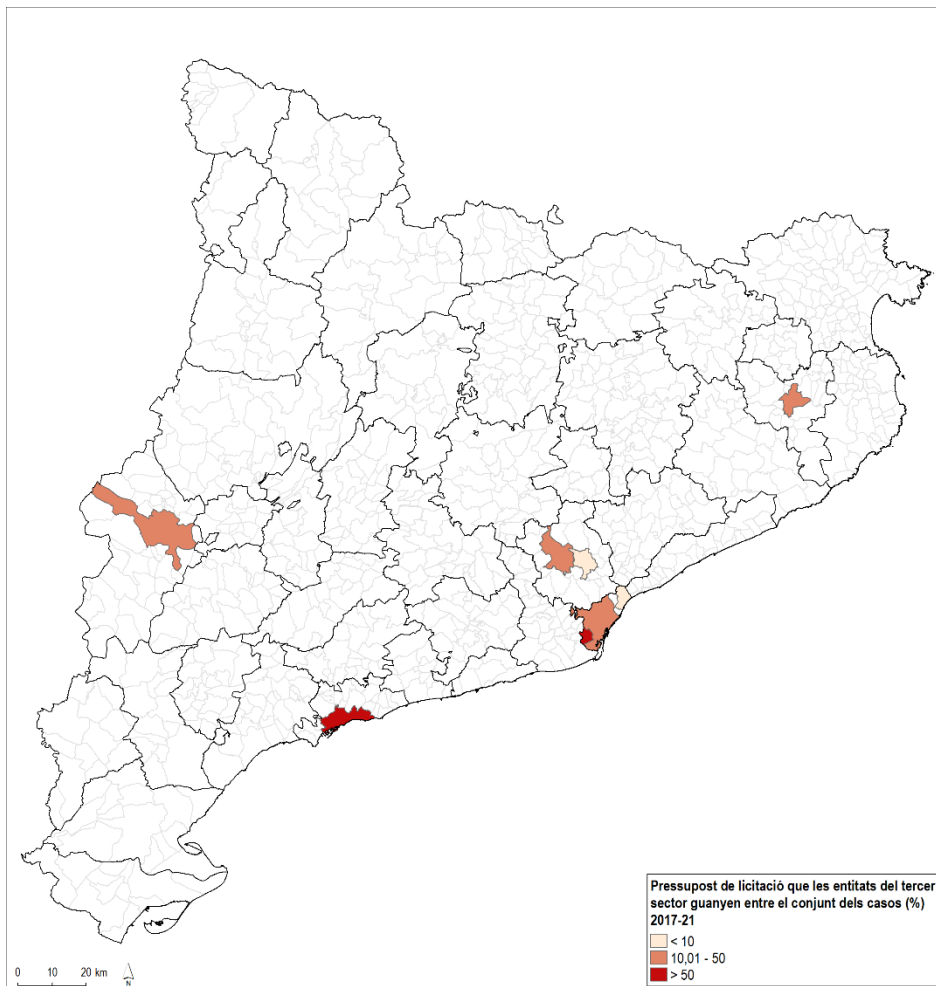 Pressupost de licitació que les entitats del tercer
sector guanyen entre el conjunt dels casos (%)
2017-21
< 10
10,01 - 50
> 50
0 10 20 km
N